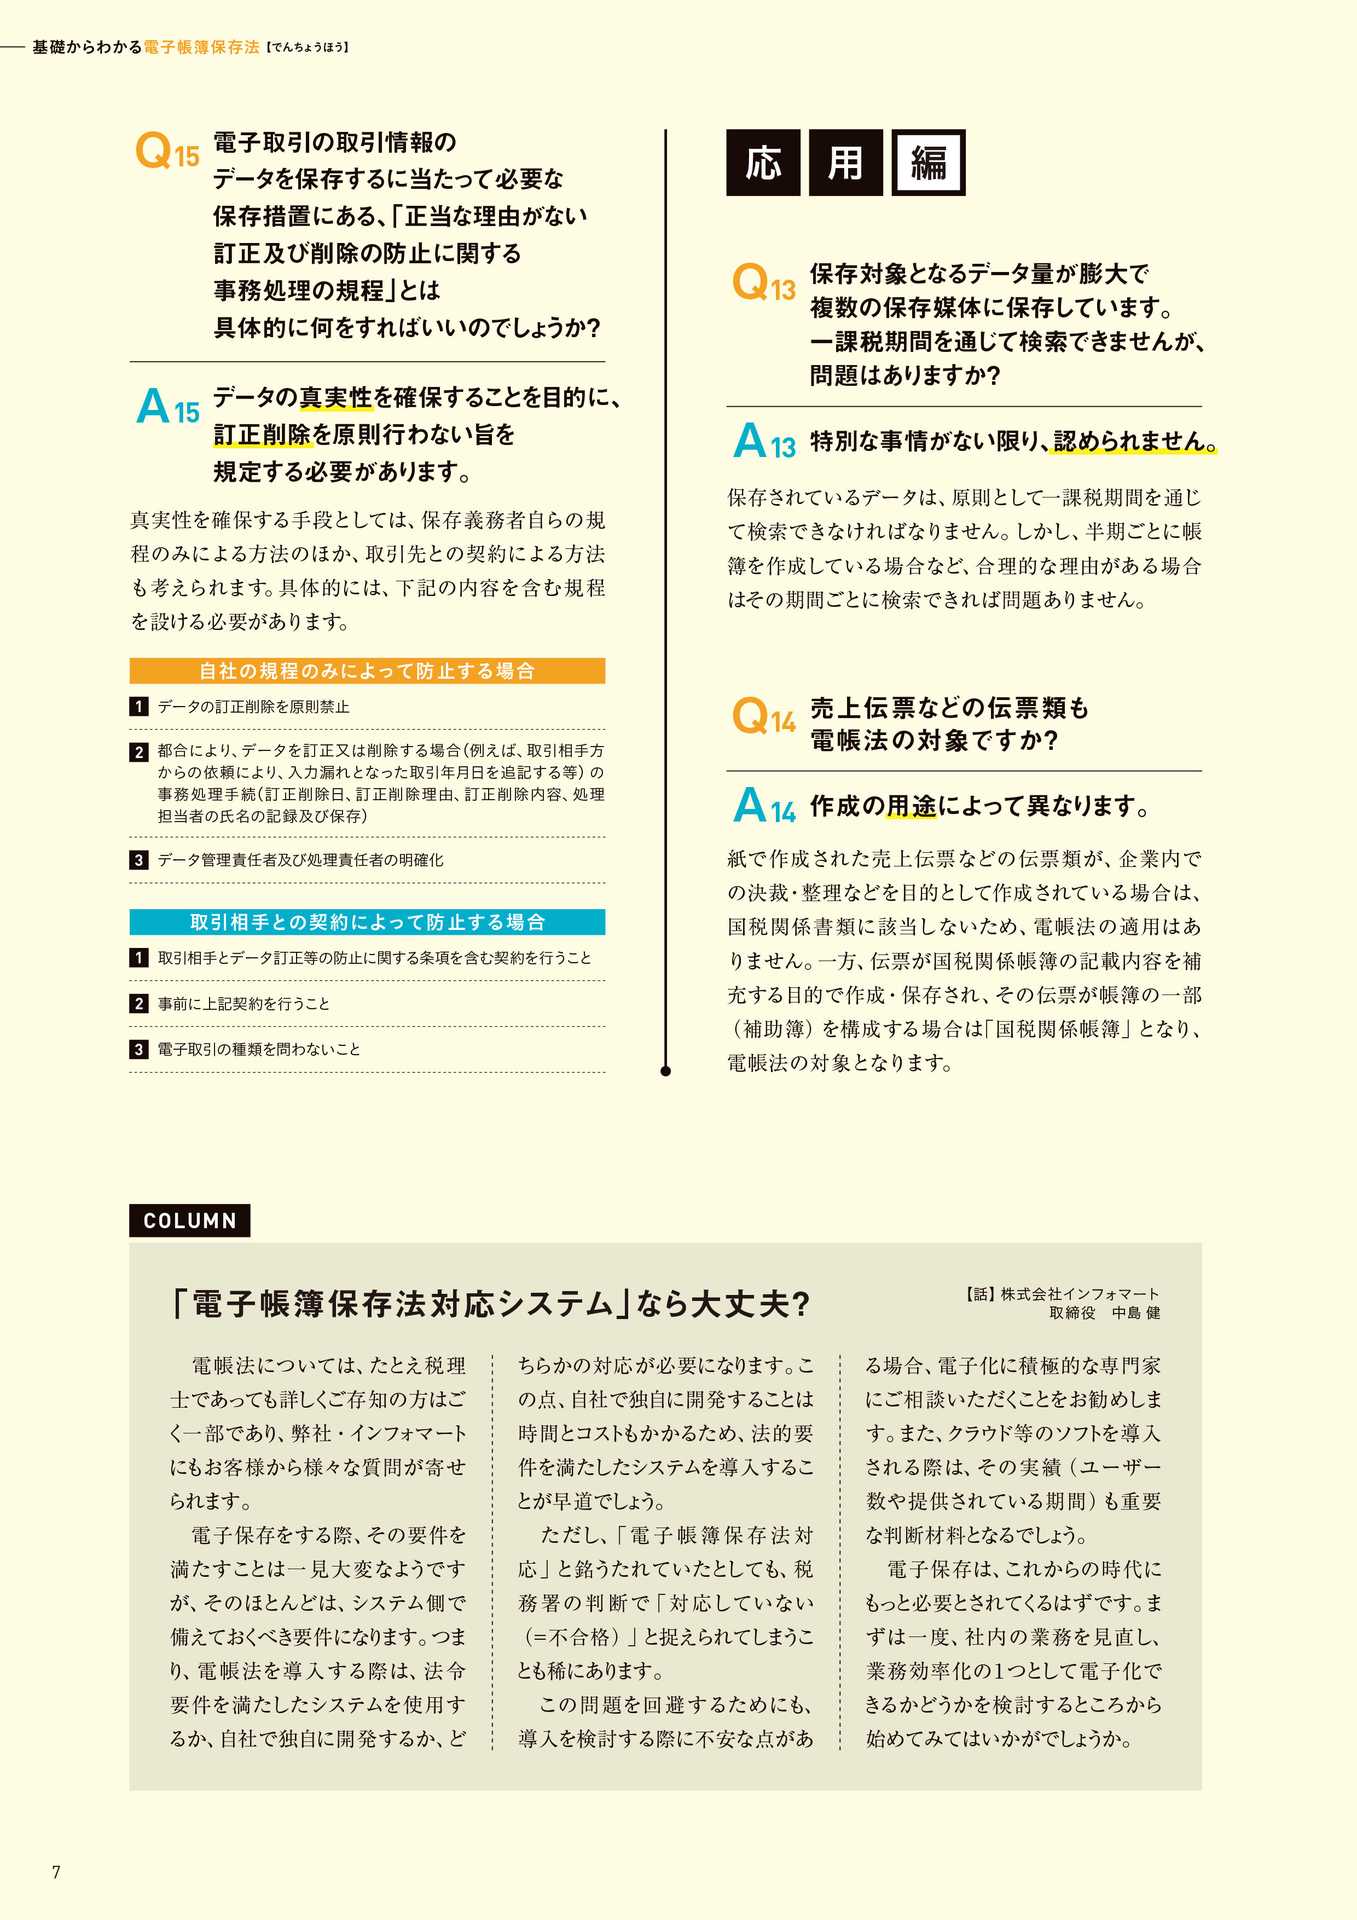 基礎からわかる電子帳簿保存法【でんちょうほう】
Q15 電子取引の取引情報の
データを保存するに当たって必要な
保存措置にある、「正当な理由がない
訂正及び削除の防止に関する
事務処理の規程」とは
具体的に何をすればいいのでしょうか?
A15 データの真実性を確保することを目的に、
訂正削除を原則行わない旨を
規定する必要があります。
真実性を確保する手段としては、保存義務者自らの規
程のみによる方法のほか、取引先との契約による方法
も考えられます。具体的には、下記の内容を含む規程
を設ける必要があります。
自社の規程のみによって防止する場合
1 データの訂正削除を原則禁止
2 都合により、データを訂正又は削除する場合(例えば、取引相手方
からの依頼により、入力漏れとなった取引年月日を追記する等)の
事務処理手続(訂正削除日、訂正削除理由、訂正削除内容、処理
担当者の氏名の記録及び保存)
3 データ管理責任者及び処理責任者の明確化
取引相手との契約によって防止する場合
1 取引相手とデータ訂正等の防止に関する条項を含む契約を行うこと
2 事前に上記契約を行うこと
3 電子取引の種類を問わないこと
応用編
Q13 保存対象となるデータ量が膨大で
複数の保存媒体に保存しています。
一課税期間を通じて検索できませんが、
問題はありますか?
A13 特別な事情がない限り、認められません。
保存されているデータは、原則として一課税期間を通じ
て検索できなければなりません。しかし、半期ごとに帳
簿を作成している場合など、合理的な理由がある場合
はその期間ごとに検索できれば問題ありません。
Q14 売上伝票などの伝票類も
電帳法の対象ですか?
A14 作成の用途によって異なります。
紙で作成された売上伝票などの伝票類が、企業内で
の決裁・整理などを目的として作成されている場合は、
国税関係書類に該当しないため、電帳法の適用はあ
りません。一方、伝票が国税関係帳簿の記載内容を補
充する目的で作成・保存され、その伝票が帳簿の一部
(補助簿)を構成する場合は「国税関係帳簿」となり、
電帳法の対象となります。
COLUMN
「電子帳簿保存法対応システム」なら大丈夫?
【話】株式会社インフォマート
取締役 中島 健
電帳法については、たとえ税理
士であっても詳しくご存知の方はご
く一部であり、弊社・インフォマート
にもお客様から様々な質問が寄せ
られます。
電子保存をする際、その要件を
満たすことは一見大変なようです
が、そのほとんどは、システム側で
備えておくべき要件になります。つま
り、電帳法を導入する際は、法令
要件を満たしたシステムを使用す
るか、自社で独自に開発するか、ど
ちらかの対応が必要になります。こ
の点、自社で独自に開発することは
時間とコストもかかるため、法的要
件を満たしたシステムを導入するこ
とが早道でしょう。
ただし、「電子帳簿保存法対
応」と銘うたれていたとしても、税
務署の判断で「対応していない
(=不合格)」と捉えられてしまうこ
とも稀にあります。
この問題を回避するためにも、
導入を検討する際に不安な点があ
る場合、電子化に積極的な専門家
にご相談いただくことをお勧めしま
す。また、クラウド等のソフトを導入
される際は、その実績(ユーザー
数や提供されている期間)も重要
な判断材料となるでしょう。
電子保存は、これからの時代に
もっと必要とされてくるはずです。ま
ずは一度、社内の業務を見直し、
業務効率化の1つとして電子化で
きるかどうかを検討するところから
始めてみてはいかがでしょうか。
7